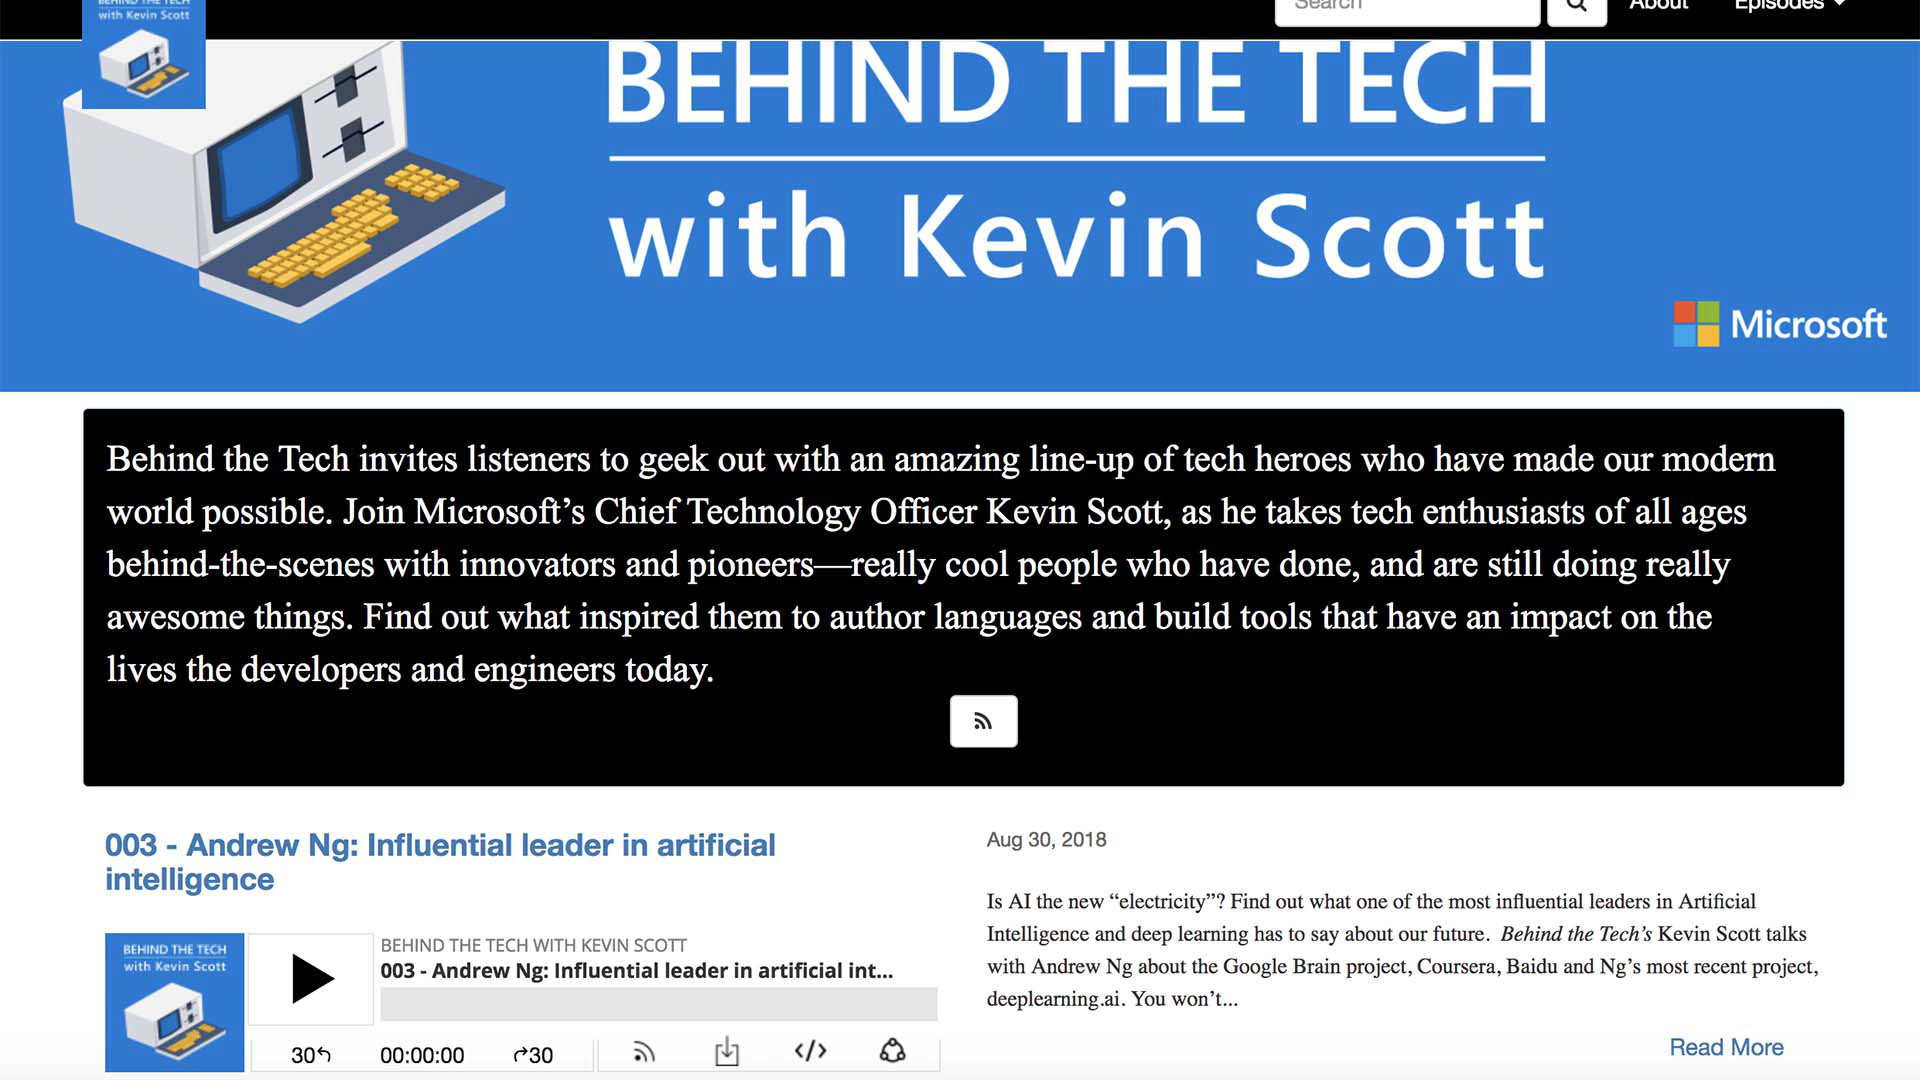 BEHIND THE TECH
with Kevin Scott
Search
About
Episodes
BEHIND THE TECH
with Kevin Scott
Microsoft
Behind the Tech invites listeners to geek out with an amazing line-up of tech heroes who have made our modern
world possible. Join Microsoft’s Chief Technology Officer Kevin Scott, as he takes tech enthusiasts of all ages
behind-the-scenes with innovators and pioneers—really cool people who have done, and are still doing really
awesome things. Find out what inspired them to author languages and build tools that have an impact on the
lives the developers and engineers today.
003 - Andrew Ng: Influential leader in artificial
intelligence
BEHIND THE TECH
with Kevin Scott
BEHIND THE TECH WITH KEVIN SCOTT
003 - Andrew Ng: Influential leader in artificial int...
30
00:00:00
30
</>
Aug 30, 2018
Is AI the new “electricity”? Find out what one of the most influential leaders in Artificial
Intelligence and deep learning has to say about our future. Behind the Tech’s Kevin Scott talks
with Andrew Ng about the Google Brain project, Coursera, Baidu and Ng’s most recent project,
deeplearning.ai. You won’t...
Read More